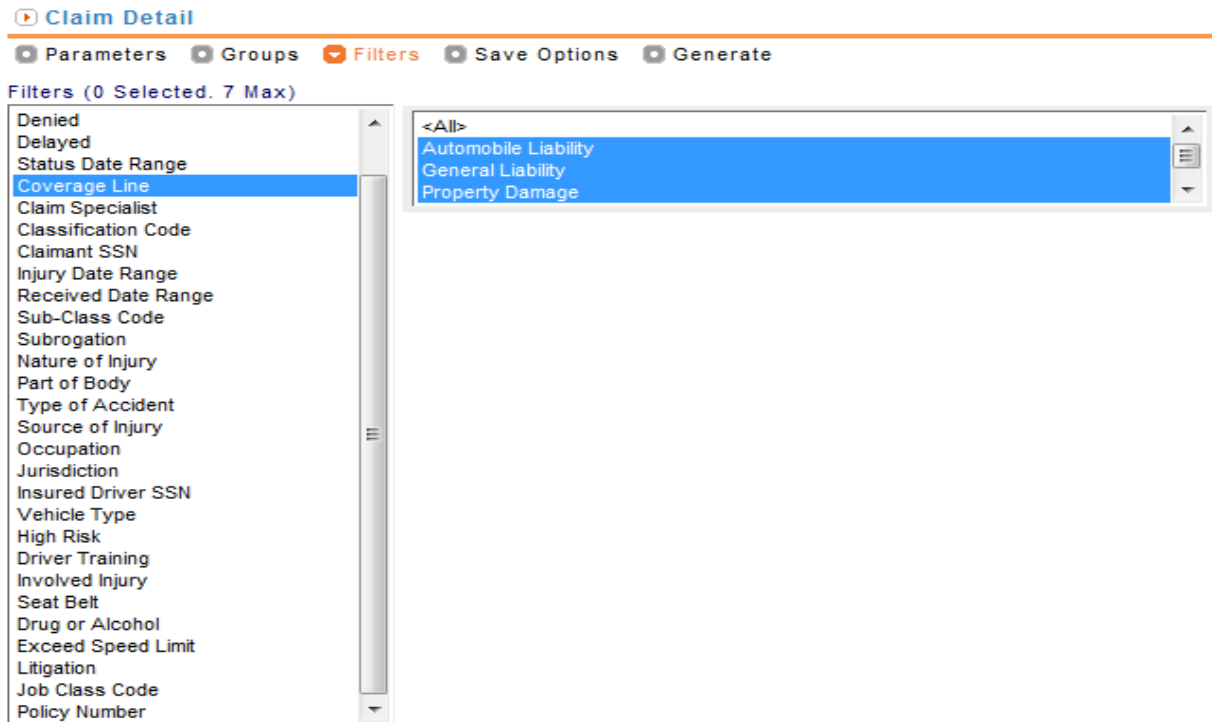 Claim Detail
Parameters Groups Filters Save Options Generate
Filters (0 Selected. 7 Max)
Denied
Delayed
Status Date Range
Coverage Line
Claim Specialist
Classification Code
Claimant SSN
Injury Date Range
Received Date Range
Sub-Class Code
Subrogation
Nature of Injury
Part of Body
Type of Accident
Source of Injury
Occupation
Jurisdiction
Insured Driver SSN
Vehicle Type
High Risk
Driver Training
Involved Injury
Seat Belt
Drug or Alcohol
Exceed Speed Limit
Litigation
Job Class Code
Policy Number
<All>
Automobile Liability
General Liability
Property Damage